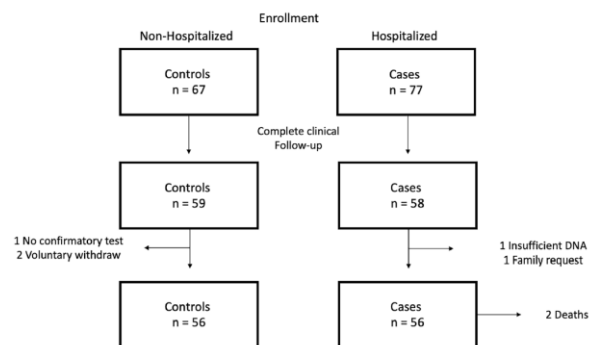 Enrollment
Non-Hospitalized
Hospitalized
Controls
n = 67
Cases
n = 77
Complete clinical
Follow-up
Controls
n = 59
Cases
n = 58
1 No confirmatory test
2 Voluntary withdraw
1 Insufficient DNA
1 Family request
Controls
n = 56
Cases
n = 56
2 Deaths